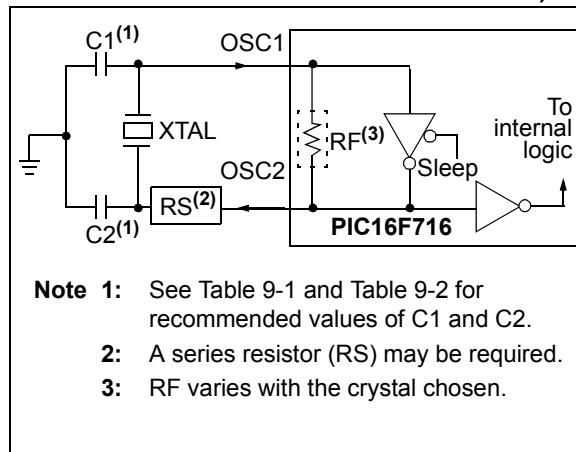 C1(1)
OSC1
XTAL
RF(3)
To
internal
logic
OSC2
Sleep
C2(1)
RS(2)
PIC16F716
Note 1: See Table 9-1 and Table 9-2 for
recommended values of C1 and C2.
2: A series resistor (RS) may be required.
3: RF varies with the crystal chosen.